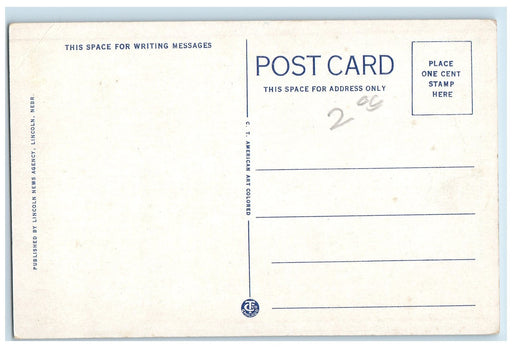 THIS SPACE FOR WRITING MESSAGES
POST CARD
THIS SPACE FOR ADDRESS ONLY
PLACE
ONE CENT
STAMP
HERE
2 00
PUBLISHED BY LINCOLN NEWS AGENCY, LINCOLN, NEBR.
C. T. AMERICAN ART COLORED